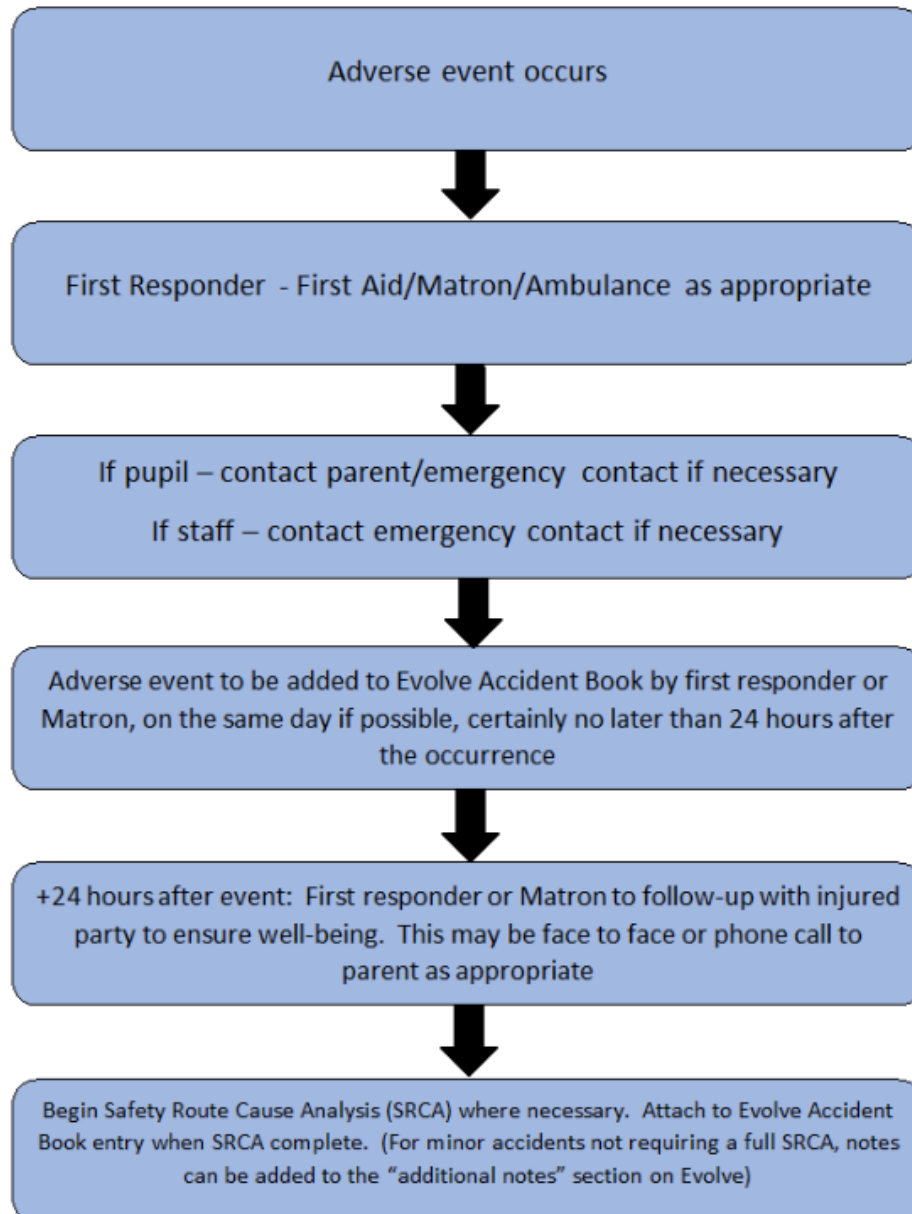 Adverse event occurs
First Responder - First Aid/Matron/Ambulance as appropriate
If pupil – contact parent/emergency contact if necessary
If staff – contact emergency contact if necessary
Adverse event to be added to Evolve Accident Book by first responder or
Matron, on the same day if possible, certainly no later than 24 hours after
the occurrence
+24 hours after event: First responder or Matron to follow-up with injured
party to ensure well-being. This may be face to face or phone call to
parent as appropriate
Begin Safety Route Cause Analysis (SRCA) where necessary. Attach to Evolve Accident
Book entry when SRCA complete. (For minor accidents not requiring a full SRCA, notes
can be added to the “additional notes” section on Evolve)